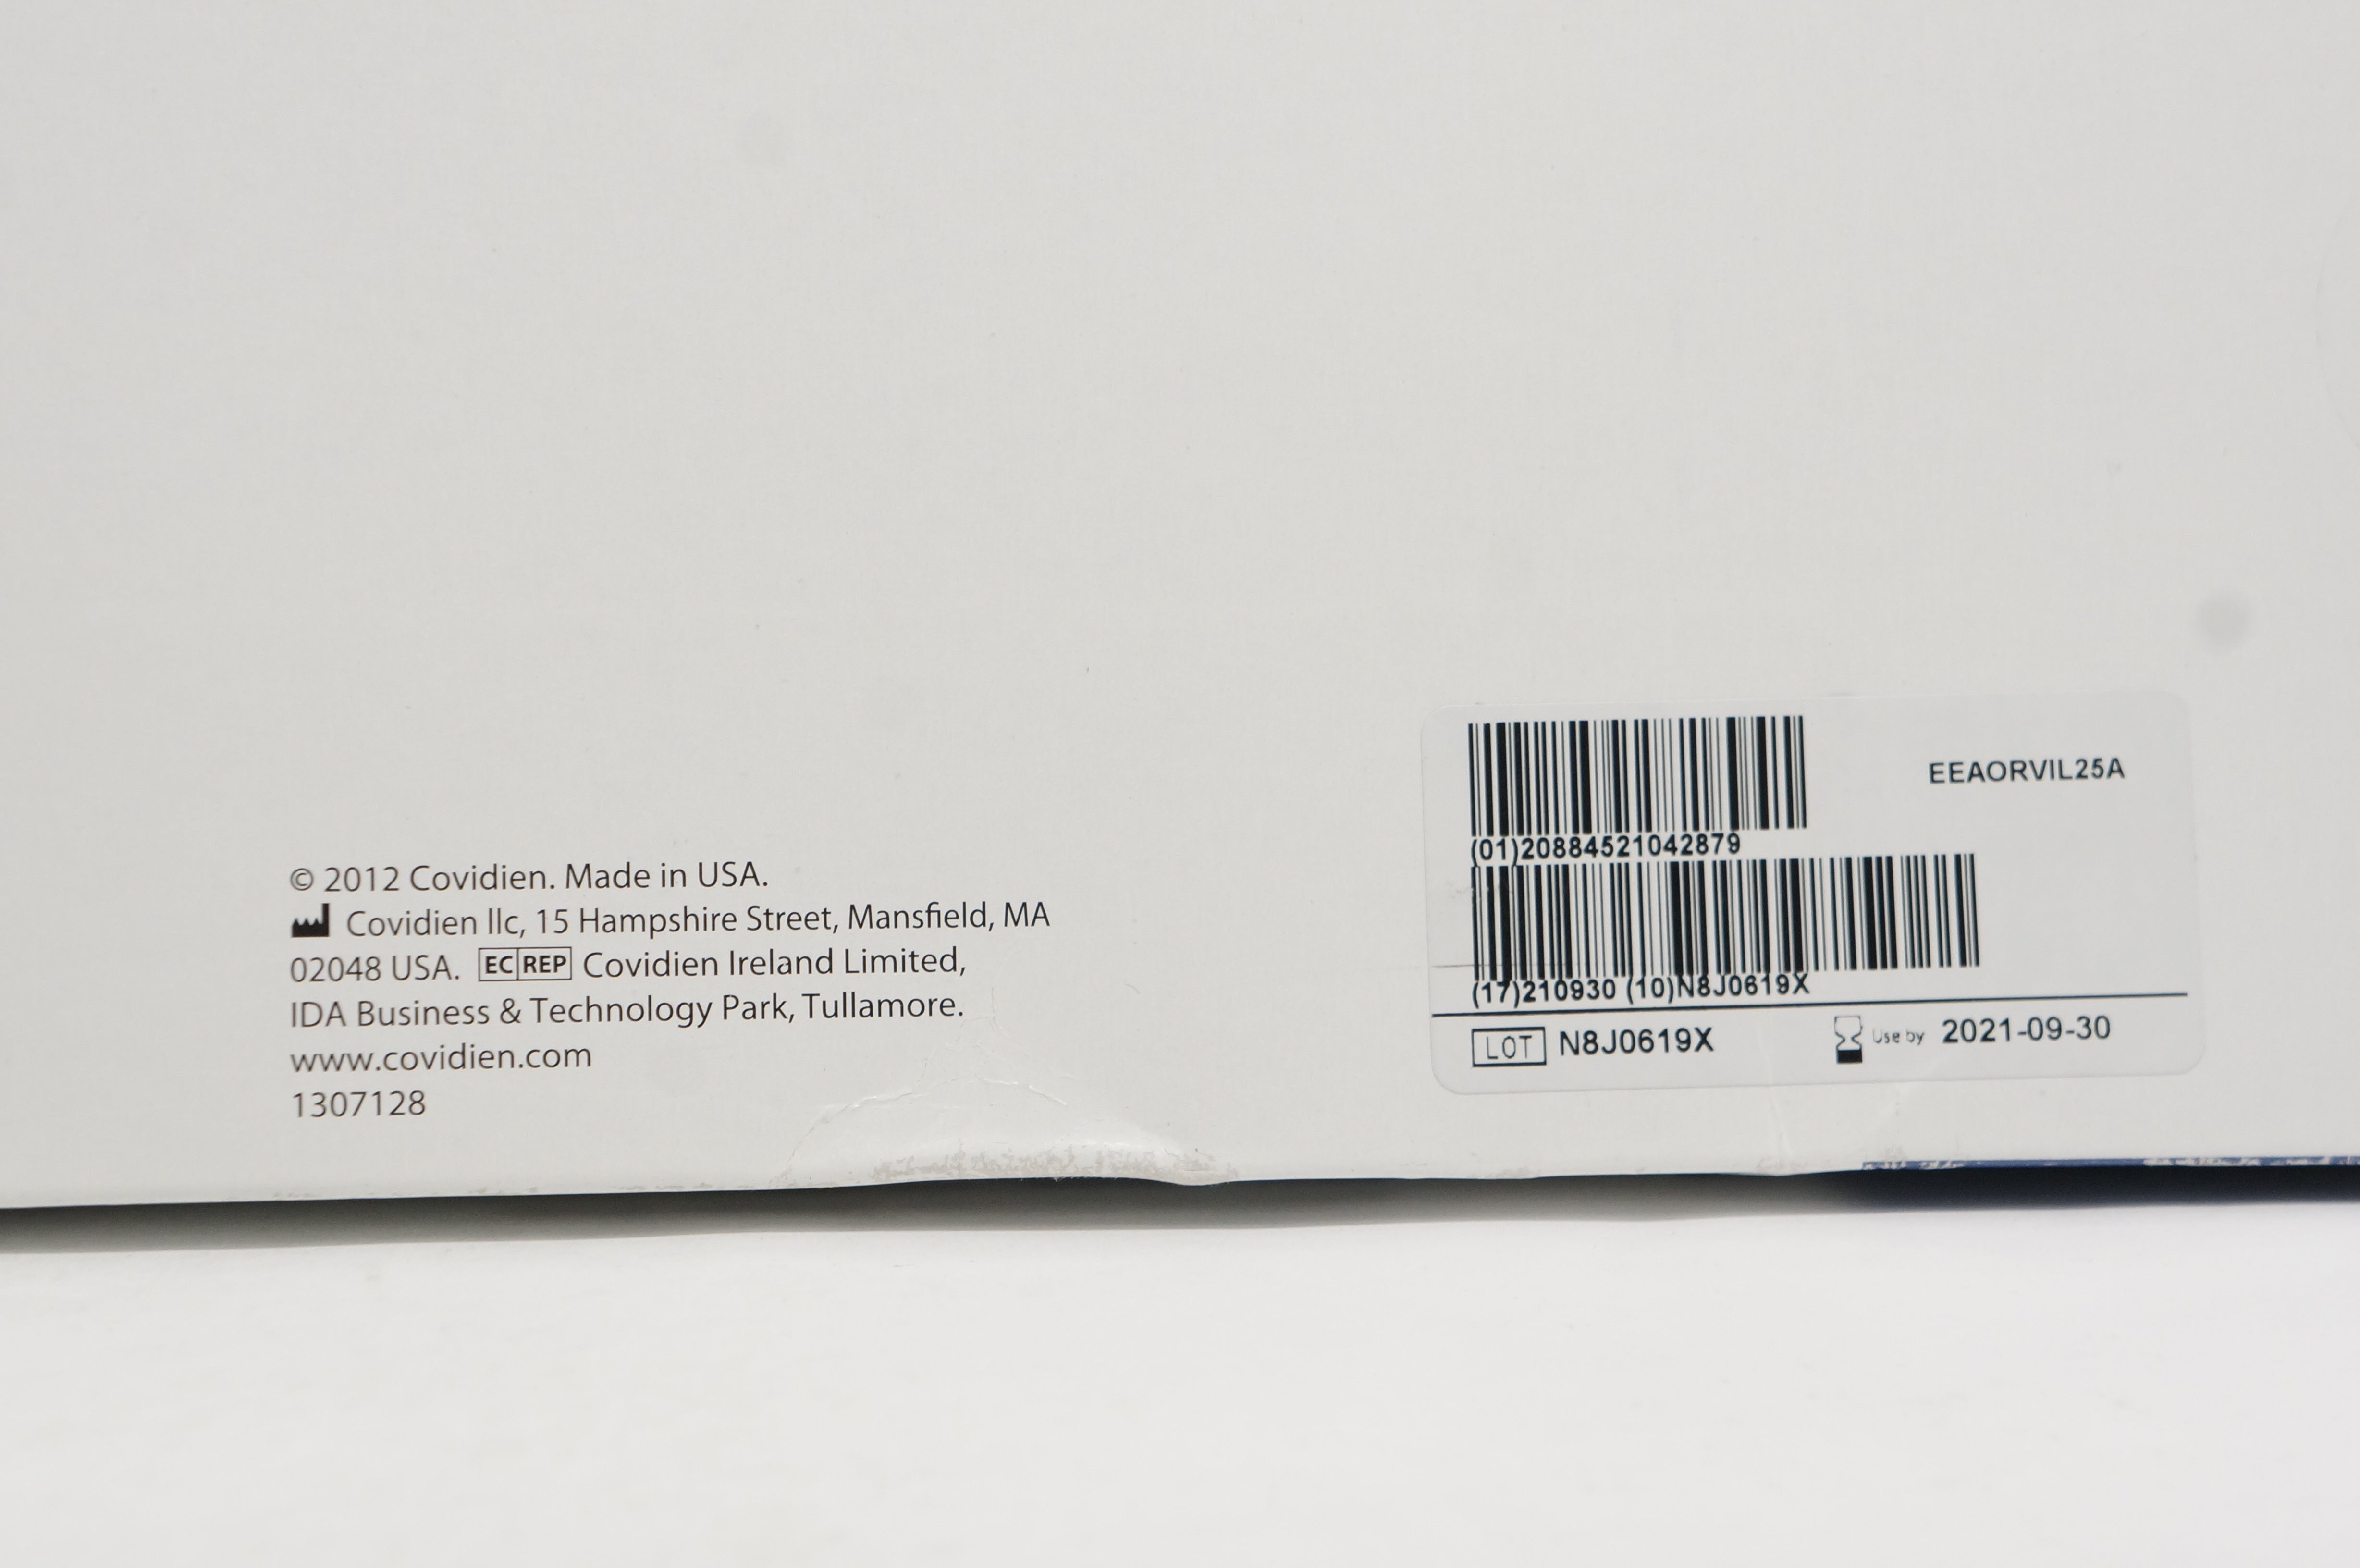 © 2012 Covidien. Made in USA.
Covidien llc, 15 Hampshire Street, Mansfield, MA
02048 USA. EC REP Covidien Ireland Limited,
IDA Business & Technology Park, Tullamore.
www.covidien.com
1307128
EEAORVIL25A
(01)20884521042879
(17)210930 (10)N8J0619X
LOT N8J0619X Use by 2021-09-30